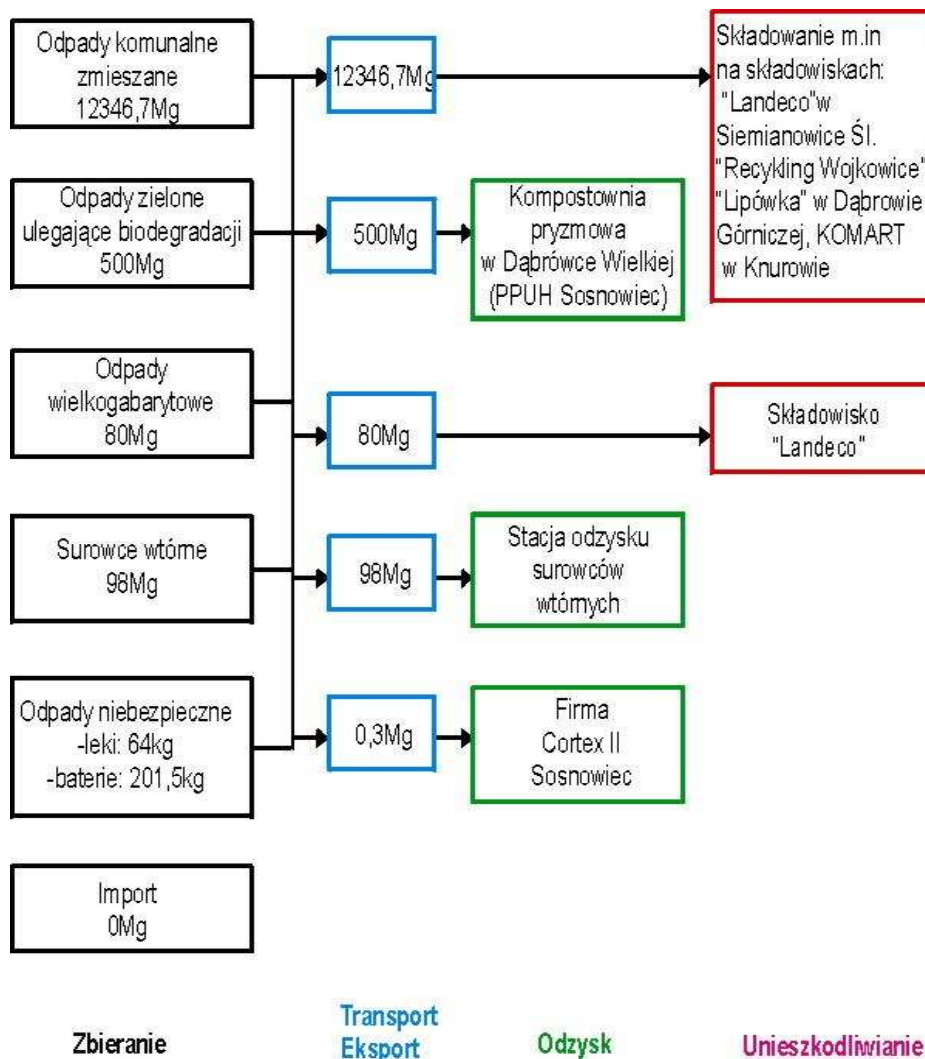 Odpady komunalne
zmieszane
12346,7Mg
12346,7Mg
Składowanie m.in
na składowiskach:
"Landeco"w
Siemianowice Śl.
"Recykling Wojkowice"
"Lipówka" w Dąbrowie
Górniczej, KOMART
w Knurowie
Odpady zielone
ulegające biodegradacji
500Mg
500Mg
Kompostownia
pryzmowa
w Dąbrówce Wielkiej
(PPUH Sosnowiec)
Odpady
wielkogabarytowe
80Mg
80Mg
Składowisko
"Landeco"
Surowce wtórne
98Mg
98Mg
Stacja odzysku
surowców
wtórnych
Odpady niebezpieczne
-leki: 64kg
-baterie: 201,5kg
0,3Mg
Firma
Cortex II
Sosnowiec
Import
0Mg
Zbieranie
Transport
Eksport
Odzysk
Unieszkodliwianie